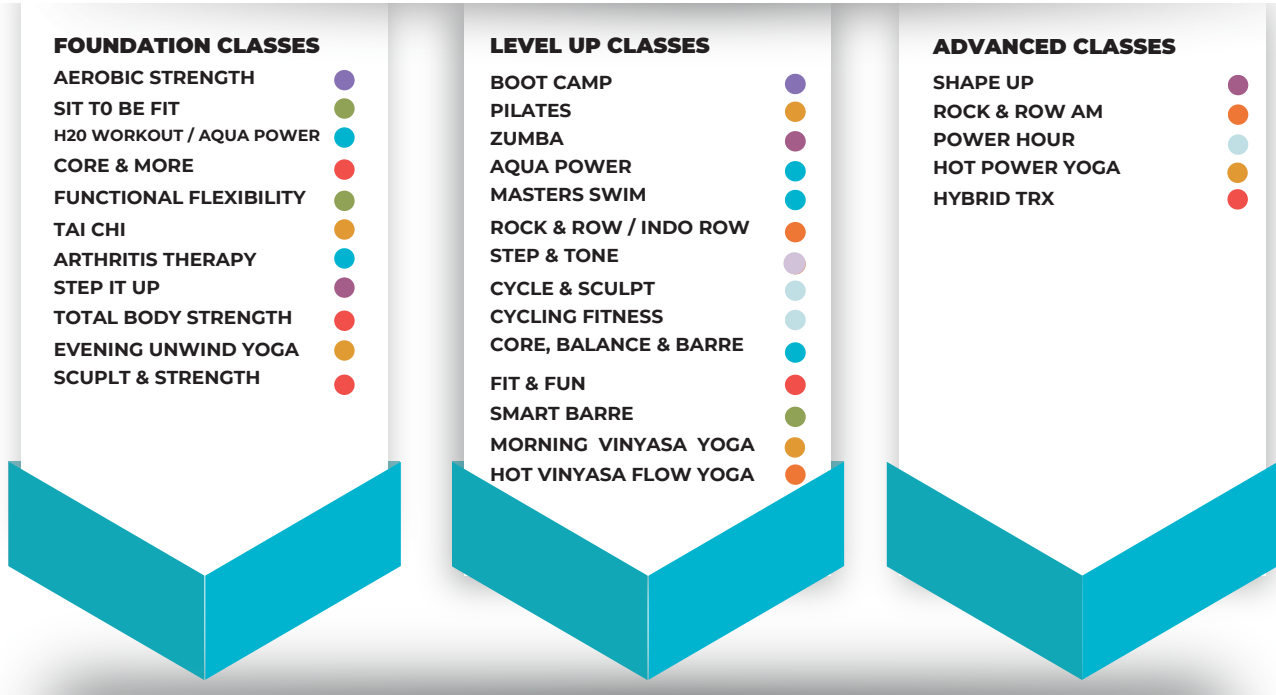 FOUNDATION CLASSES
AEROBIC STRENGTH
SIT T0 BE FIT
H20 WORKOUT / AQUA POWER
CORE & MORE
FUNCTIONAL FLEXIBILITY
TAI CHI
ARTHRITIS THERAPY
STEP IT UP
TOTAL BODY STRENGTH
EVENING UNWIND YOGA
SCUPLT & STRENGTH
LEVEL UP CLASSES
BOOT CAMP
PILATES
ZUMBA
AQUA POWER
MASTERS SWIM
ROCK & ROW / INDO ROW
STEP & TONE
CYCLE & SCULPT
CYCLING FITNESS
CORE, BALANCE & BARRE
FIT & FUN
SMART BARRE
MORNING VINYASA YOGA
HOT VINYASA FLOW YOGA
ADVANCED CLASSES
SHAPE UP
ROCK & ROW AM
POWER HOUR
HOT POWER YOGA
HYBRID TRX